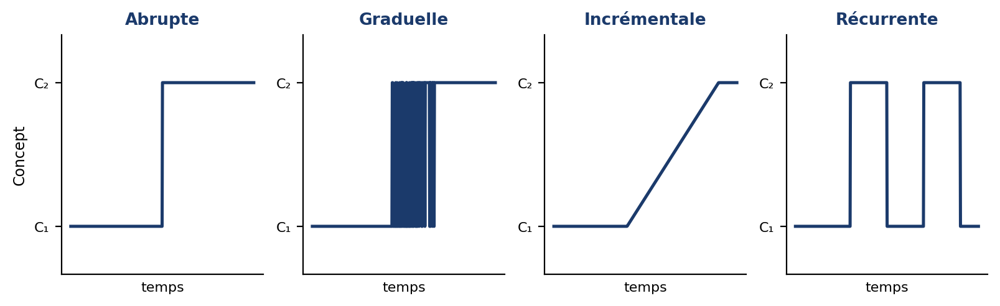 Abrupte
Graduelle
Incrémentale
Récurrente
Concept
C₂
C₁
temps
C₂
C₁
temps
C₂
C₁
temps
C₂
C₁
temps